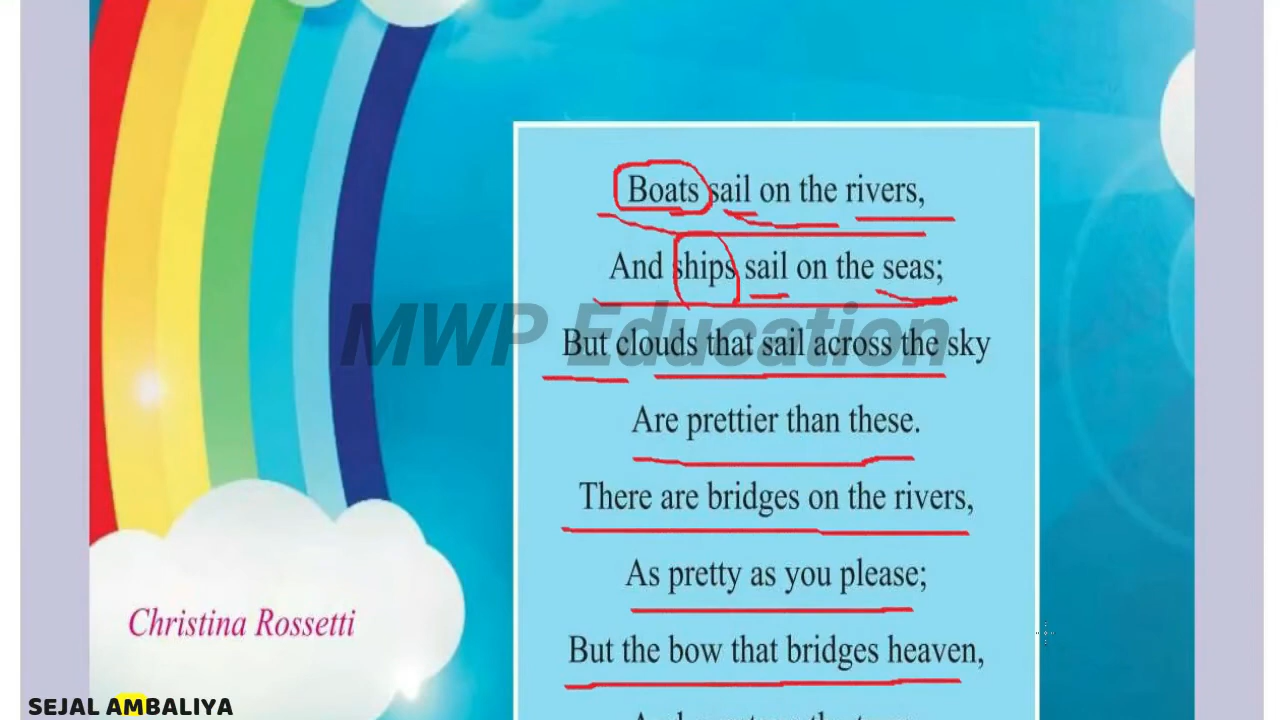 Boats sail on the rivers,
And ships sail on the seas;
But clouds that sail across the sky
Are prettier than these.
There are bridges on the rivers,
As pretty as you please;
But the bow that bridges heaven,
MWP Education
Christina Rossetti
SEJAL AMBALIYA